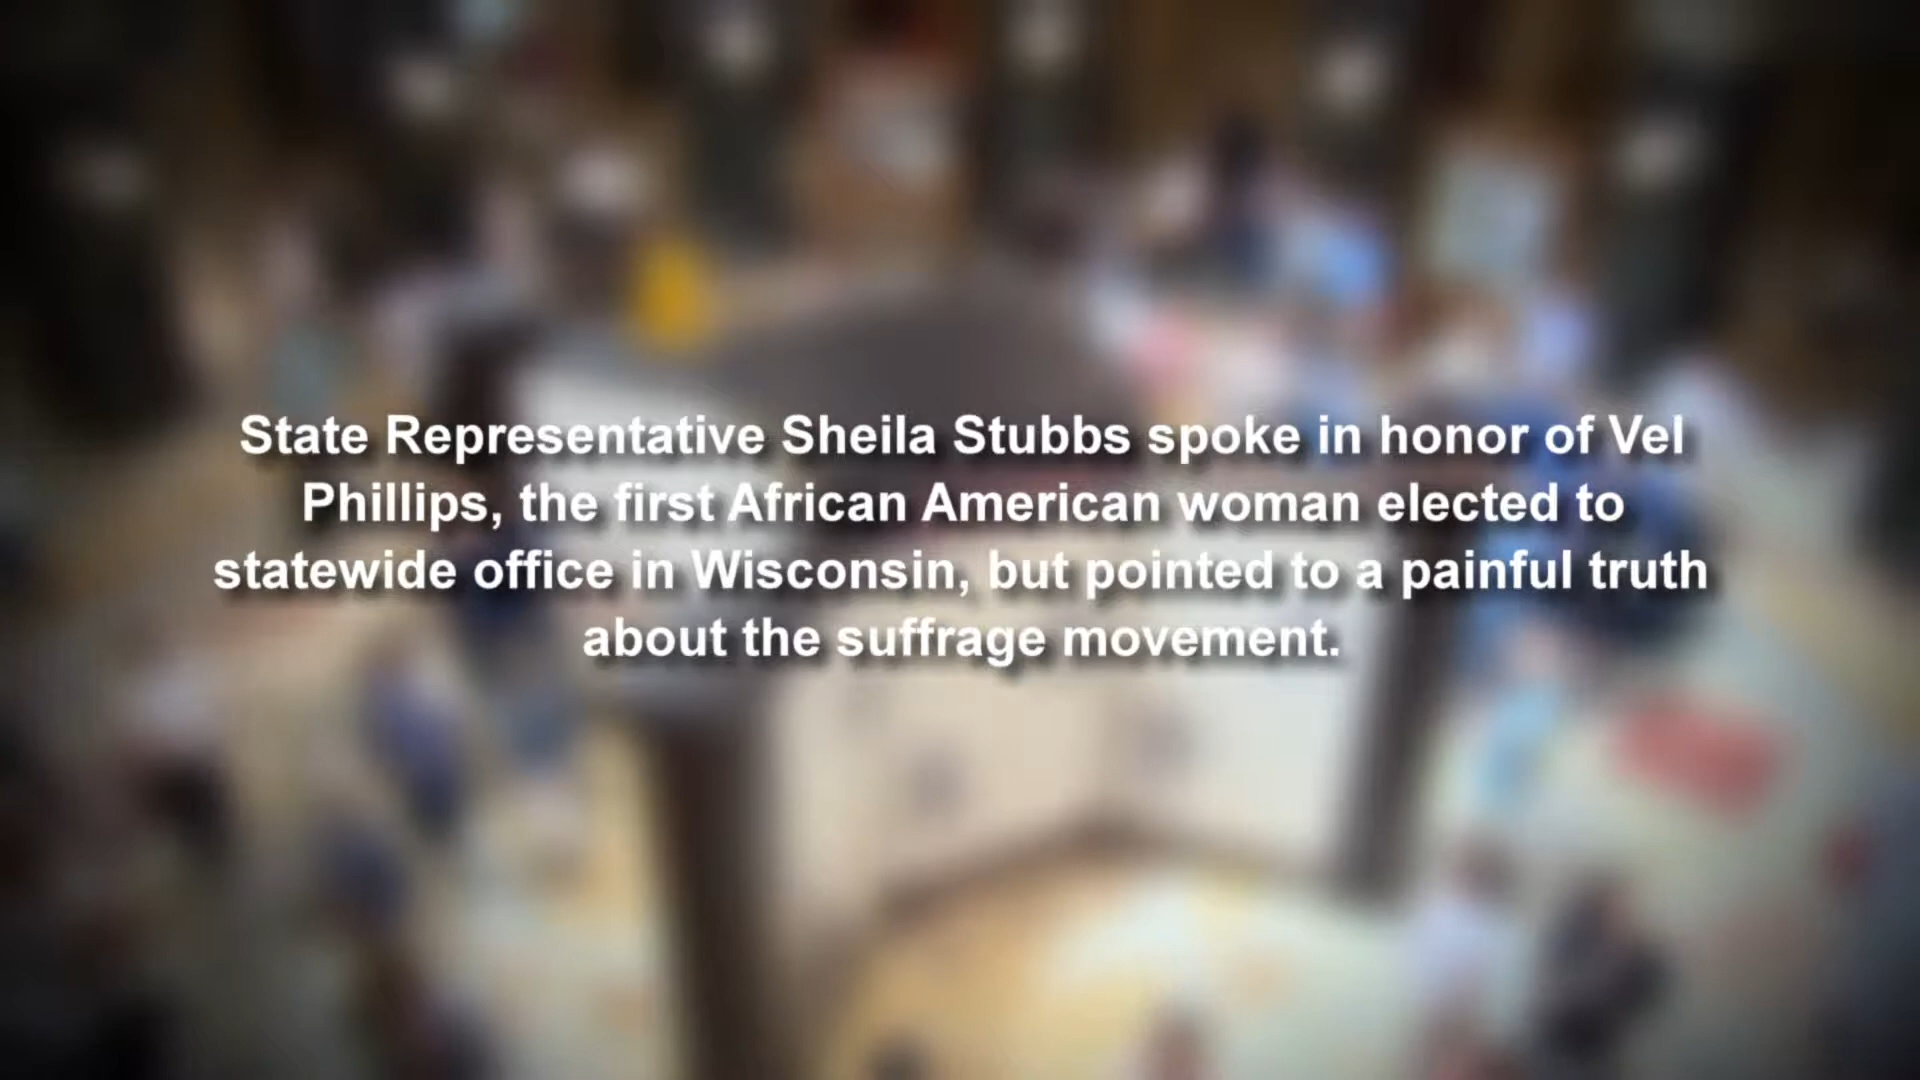 State Representative Sheila Stubbs spoke in honor of Vel
Phillips, the first African American woman elected to
statewide office in Wisconsin, but pointed to a painful truth
about the suffrage movement.